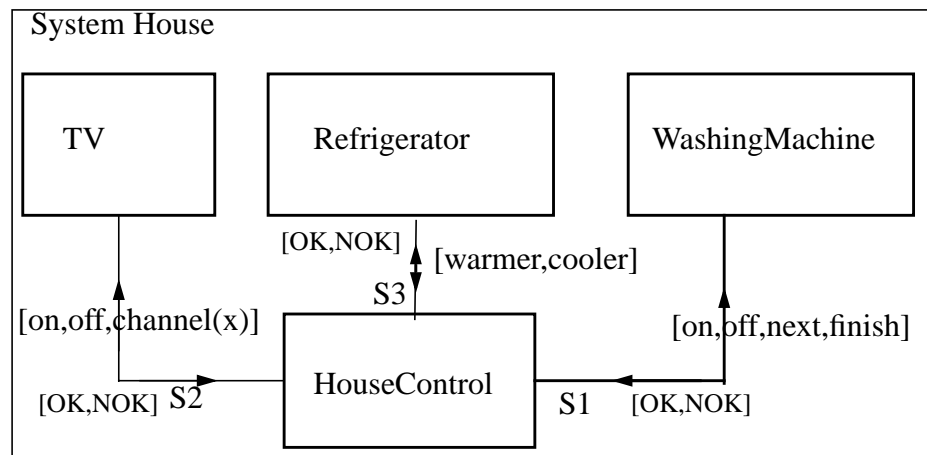 System House
TV
Refrigerator
WashingMachine
[OK,NOK]
[warmer,cooler]
S3
[on,off,channel(x)]
[on,off,next,finish]
HouseControl
[OK,NOK]
S2
S1
[OK,NOK]